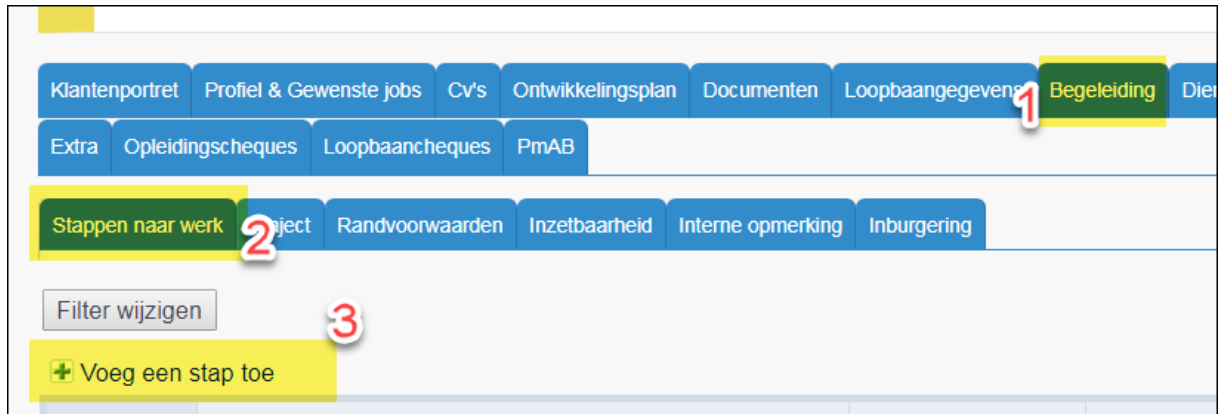 Klantenportret Profiel & Gewenste jobs Cv's Ontwikkelingsplan Documenten Loopbaangegevens 1 Begeleiding
Extra Opleidingscheques Loopbaancheques PmAB
Stappen naar werk 2 Randvoorwaarden Inzetbaarheid Interne opmerking Inburgering
Filter wijzigen
3
Voeg een stap toe